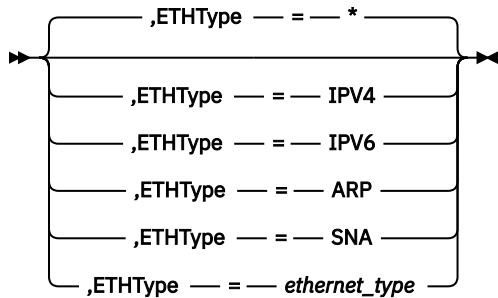 ,ETHType = *
,ETHType = IPV4
,ETHType = IPV6
,ETHType = ARP
,ETHType = SNA
,ETHType = ethernet_type